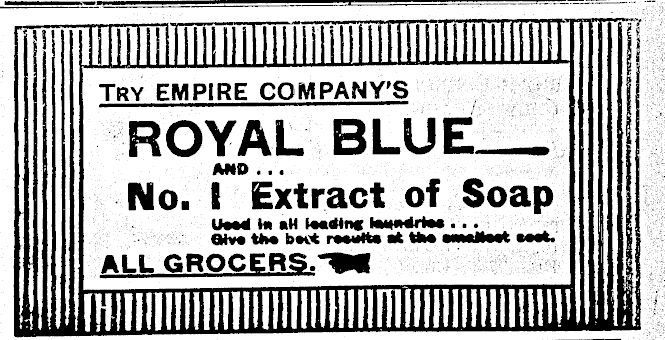 TRY EMPIRE COMPANY'S
ROYAL BLUE
AND ...
No. 1 Extract of Soap
Used in all leading laundries ...
Give the best results at the smallest cost.
ALL GROCERS.